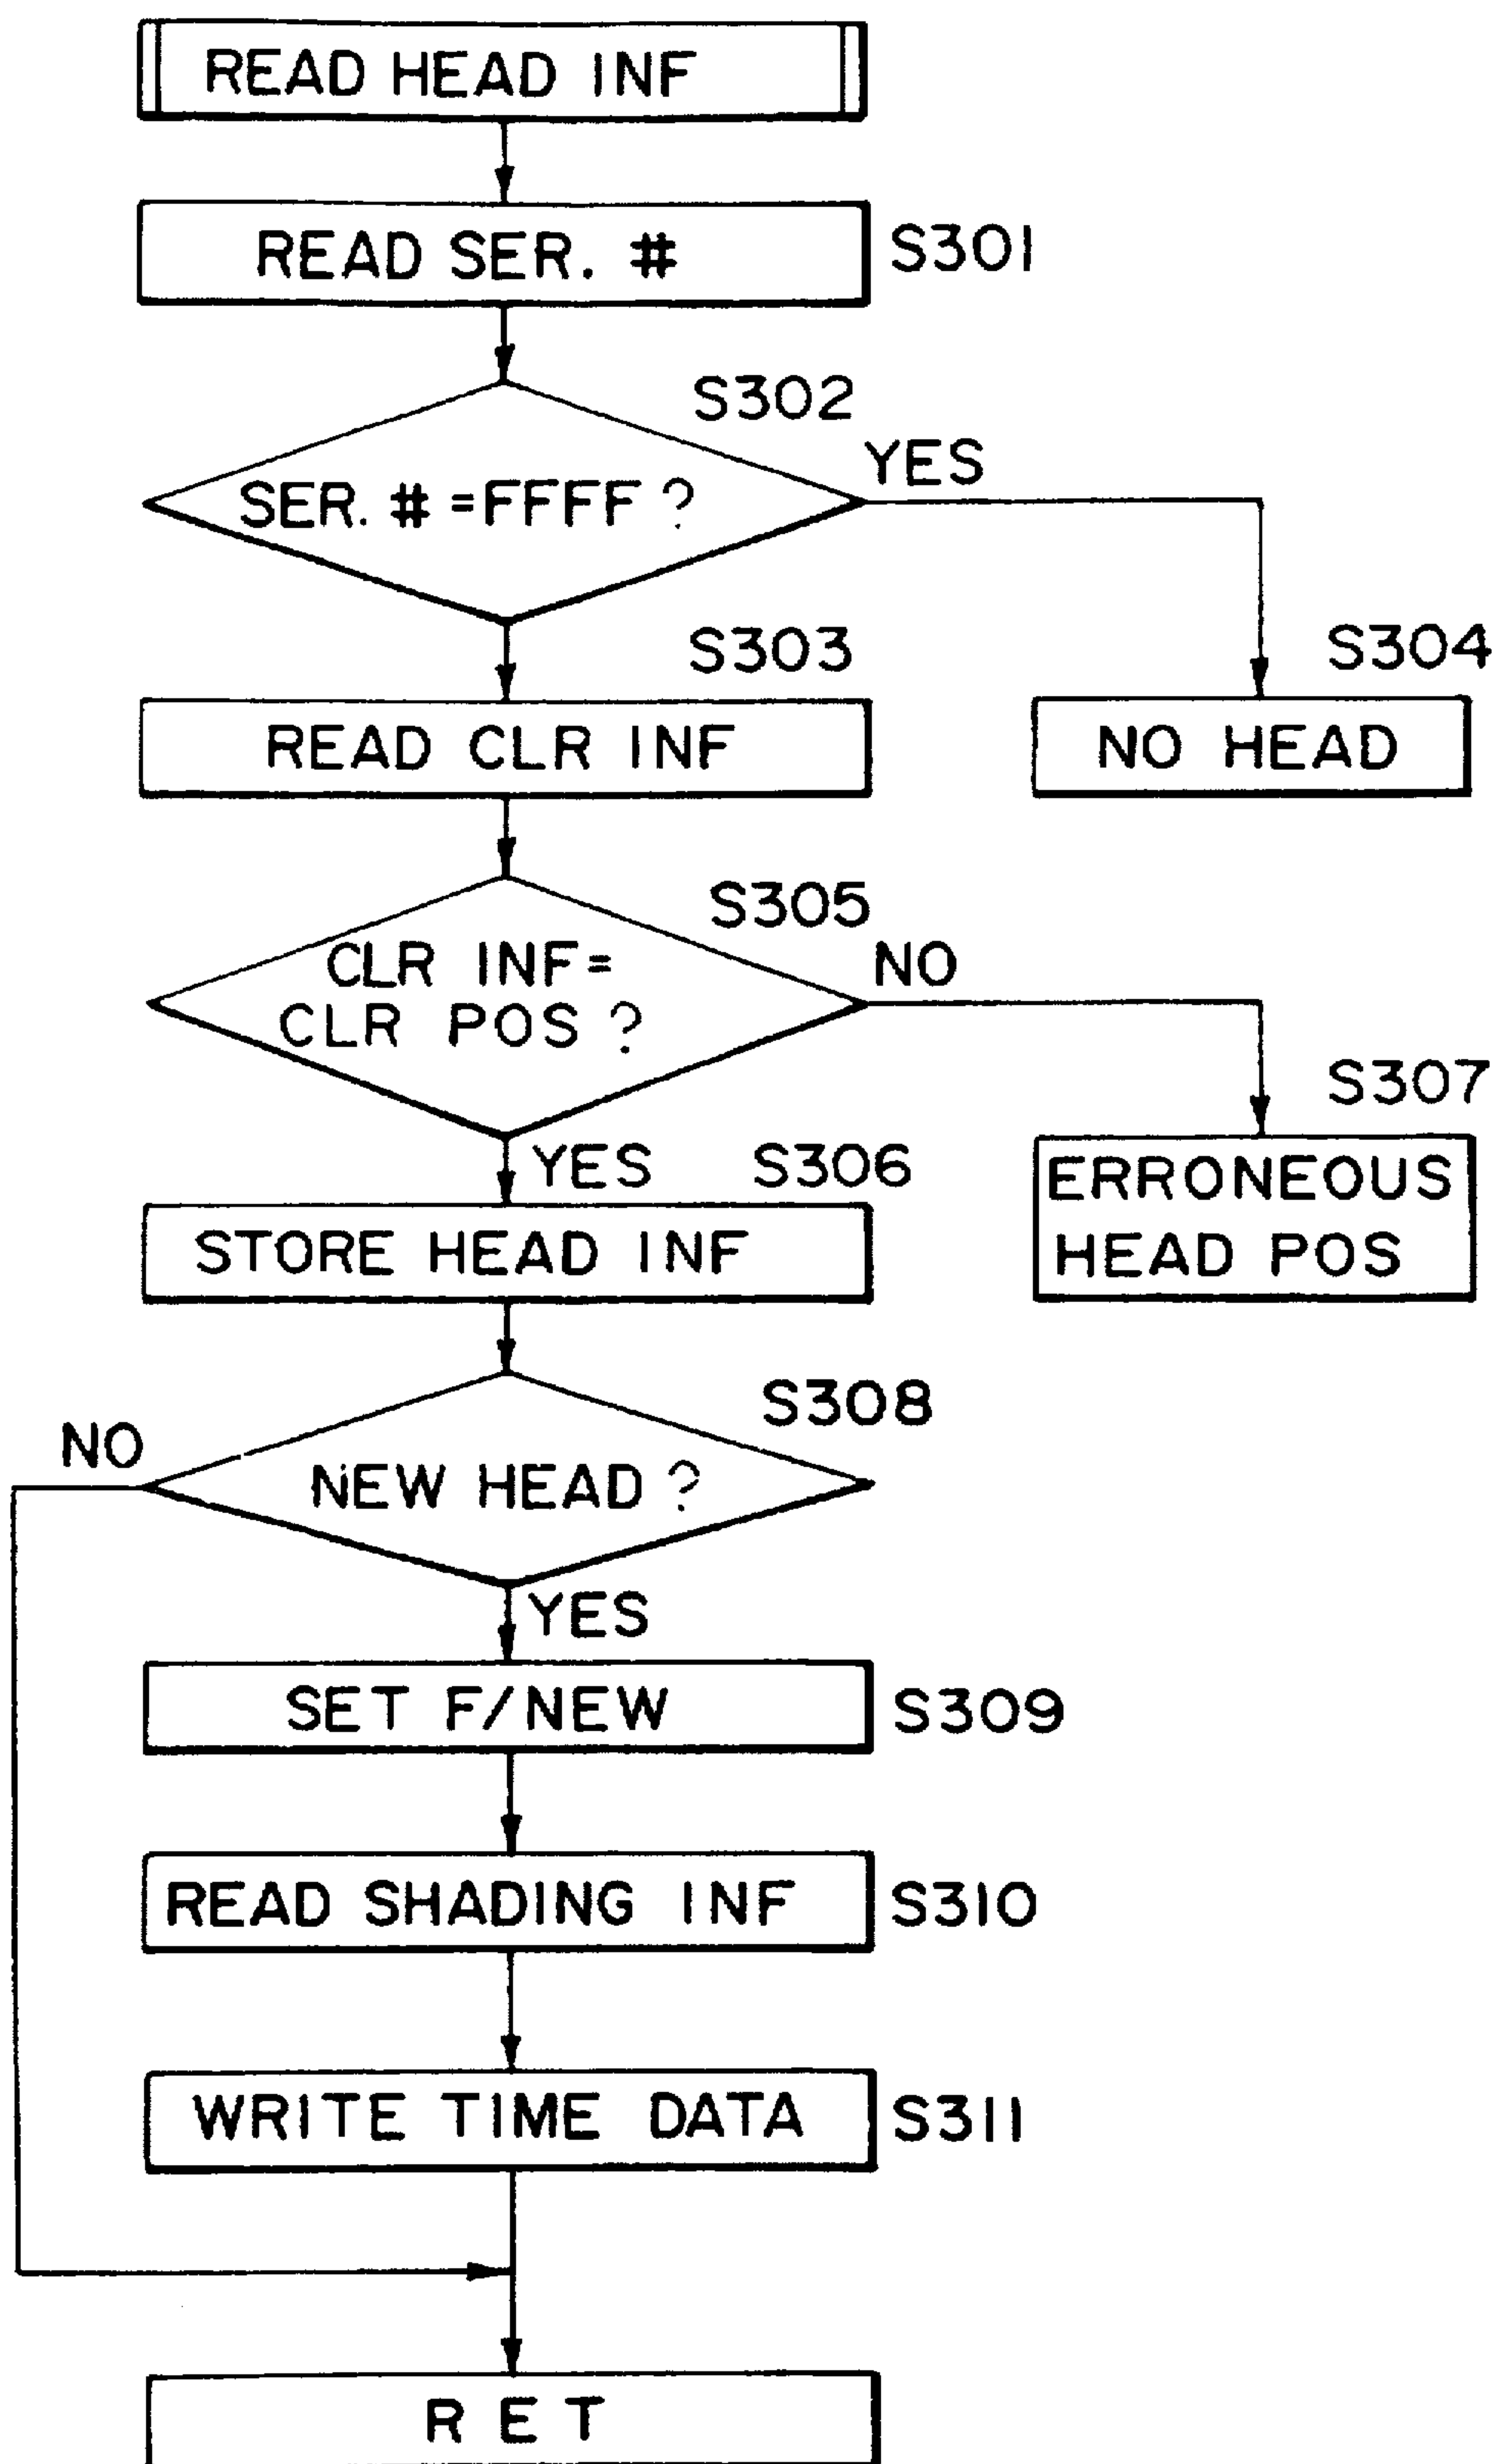 READ HEAD INF
READ SER. #
S301
S302
SER. # =FFFF ?
YES
S303
READ CLR INF
S304
NO HEAD
S305
CLR INF=
CLR POS ?
NO
S307
ERRONEOUS
HEAD POS
YES
S306
STORE HEAD INF
S308
NO
NEW HEAD ?
YES
SET F/NEW
S309
READ SHADING INF
S310
WRITE TIME DATA
S311
RET